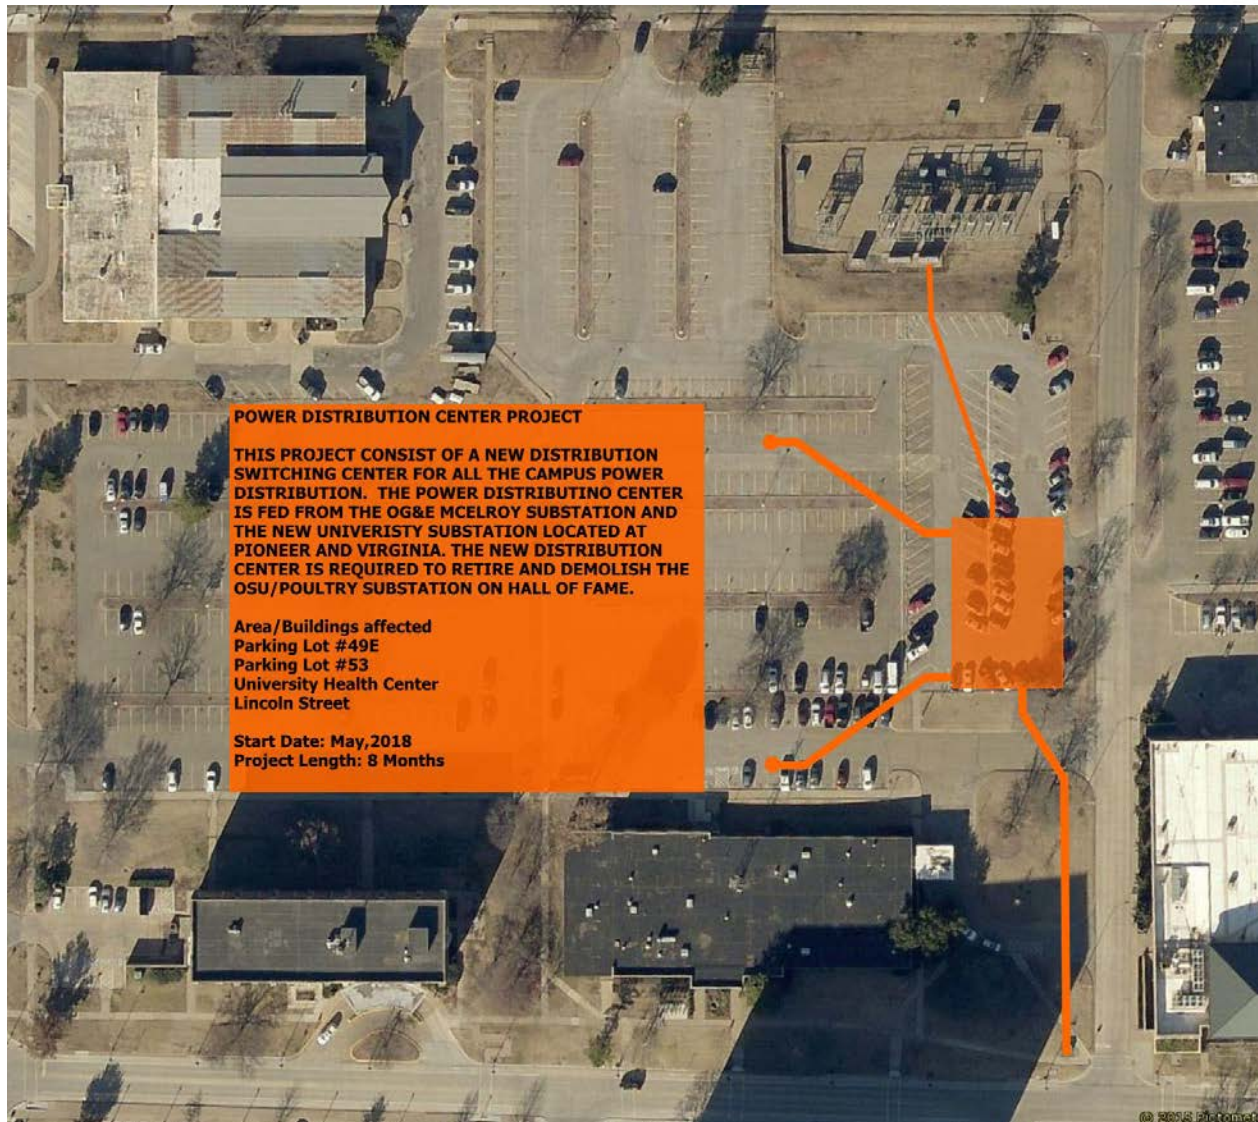 POWER DISTRIBUTION CENTER PROJECT
THIS PROJECT CONSIST OF A NEW DISTRIBUTION
SWITCHING CENTER FOR ALL THE CAMPUS POWER
DISTRIBUTION. THE POWER DISTRIBUTINO CENTER
IS FED FROM THE OG&E MCELROY SUBSTATION AND
THE NEW UNIVERISTY SUBSTATION LOCATED AT
PIONEER AND VIRGINIA. THE NEW DISTRIBUTION
CENTER IS REQUIRED TO RETIRE AND DEMOLISH THE
OSU/POULTRY SUBSTATION ON HALL OF FAME.
Area/Buildings affected
Parking Lot #49E
Parking Lot #53
University Health Center
Lincoln Street
Start Date: May,2018
Project Length: 8 Months
© 2015 Pictomet